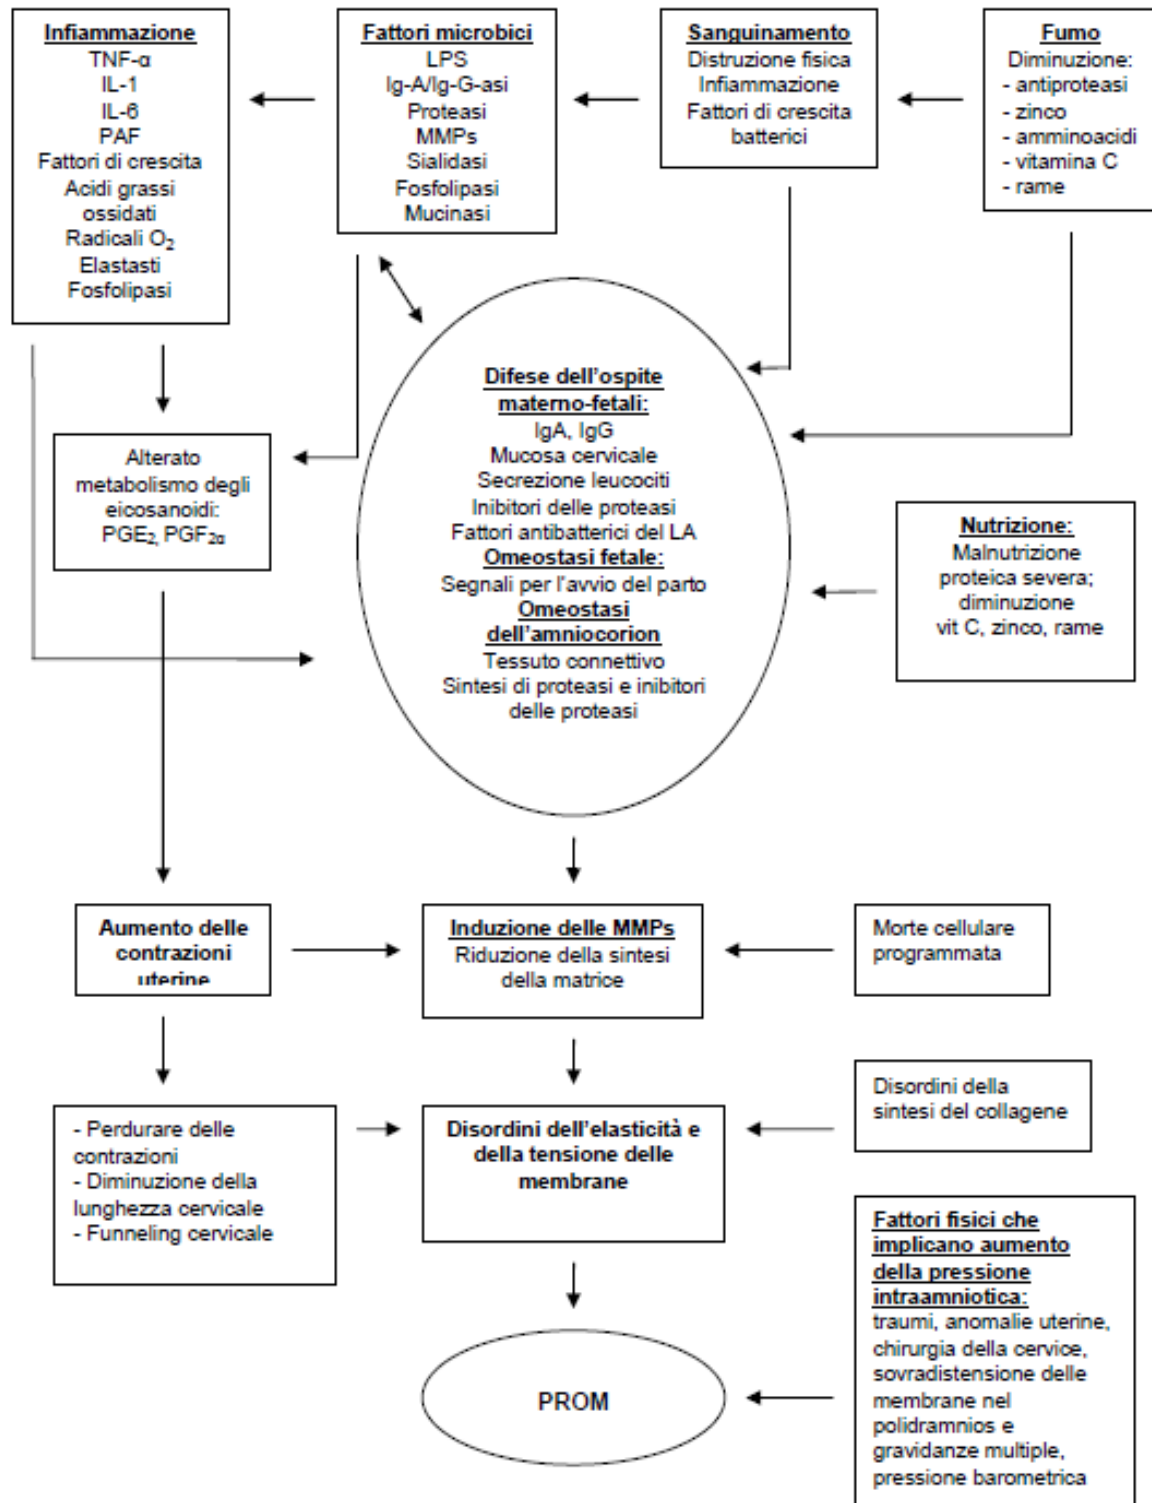 Infiammazione
TNF-α
IL-1
IL-6
PAF
Fattori di crescita
Acidi grassi
ossidati
Radicali O2
Elastasti
Fosfolipasi
Fattori microbici
LPS
Ig-A/Ig-G-asi
Proteasi
MMPs
Sialidasi
Fosfolipasi
Mucinasi
Sanguinamento
Distruzione fisica
Infiammazione
Fattori di crescita
batterici
Fumo
Diminuzione:
- antiproteasi
- zinco
- amminoacidi
- vitamina C
- rame
Difese dell'ospite
materno-fetali:
IgA, IgG
Mucosa cervicale
Secrezione leucociti
Inibitori delle proteasi
Fattori antibatterici del LA
Omeostasi fetale:
Segnali per l'avvio del parto
Omeostasi
dell'amniocorion
Tessuto connettivo
Sintesi di proteasi e inibitori
delle proteasi
Alterato
metabolismo degli
eicosanoidi:
PGE2, PGF2α
Nutrizione:
Malnutrizione
proteica severa;
diminuzione
vit C, zinco, rame
Aumento delle
contrazioni
uterine
Induzione delle MMPs
Riduzione della sintesi
della matrice
Morte cellulare
programmata
- Perdurare delle
contrazioni
- Diminuzione della
lunghezza cervicale
- Funneling cervicale
Disordini dell'elasticità e
della tensione delle
membrane
Disordini della
sintesi del collagene
PROM
Fattori fisici che
implicano aumento
della pressione
intraamniotica:
traumi, anomalie uterine,
chirurgia della cervice,
sovradistensione delle
membrane nel
polidramnios e
gravidanze multiple,
pressione barometrica